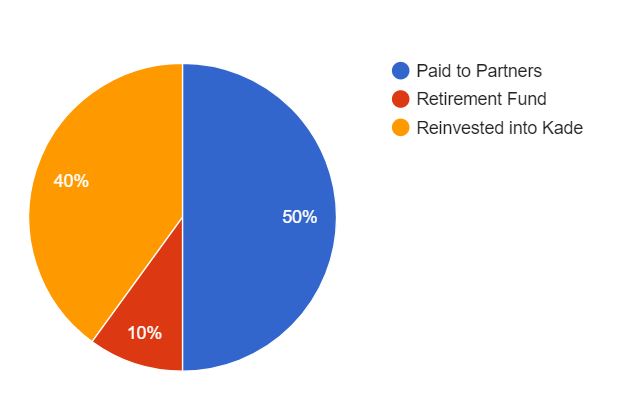 Paid to Partners
Retirement Fund
Reinvested into Kade
40%
50%
10%